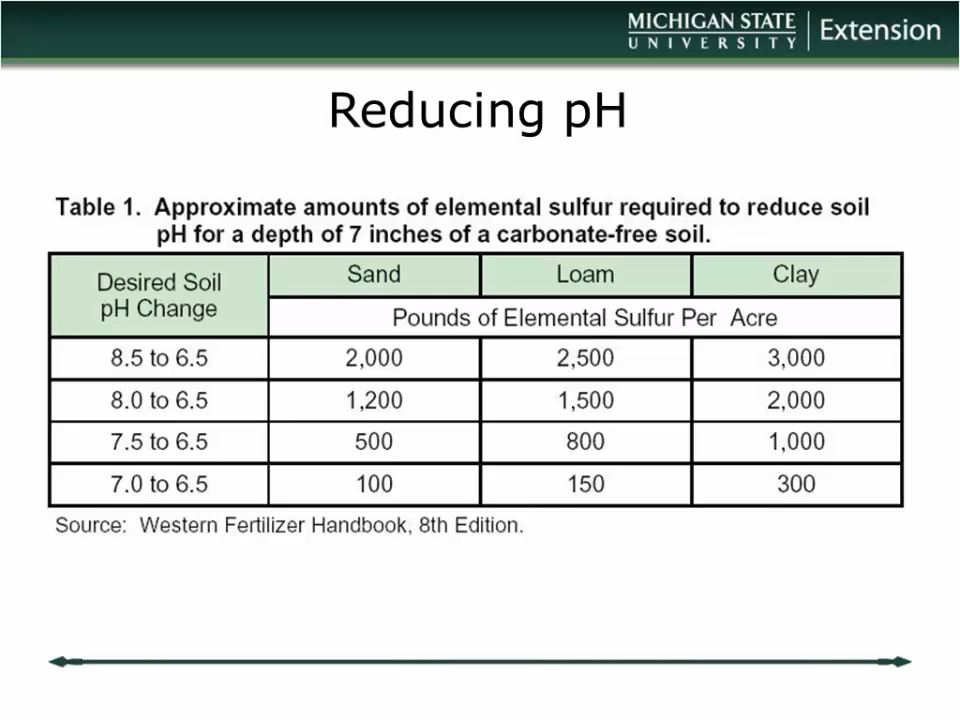 MICHIGAN STATE
UNIVERSITY
Extension
Reducing pH
Table 1. Approximate amounts of elemental sulfur required to reduce soil
pH for a depth of 7 inches of a carbonate-free soil.
Desired Soil
pH Change
Sand Loam Clay
Pounds of Elemental Sulfur Per Acre
8.5 to 6.5 2,000 2,500 3,000
8.0 to 6.5 1,200 1,500 2,000
7.5 to 6.5 500 800 1,000
7.0 to 6.5 100 150 300
Source: Western Fertilizer Handbook, 8th Edition.